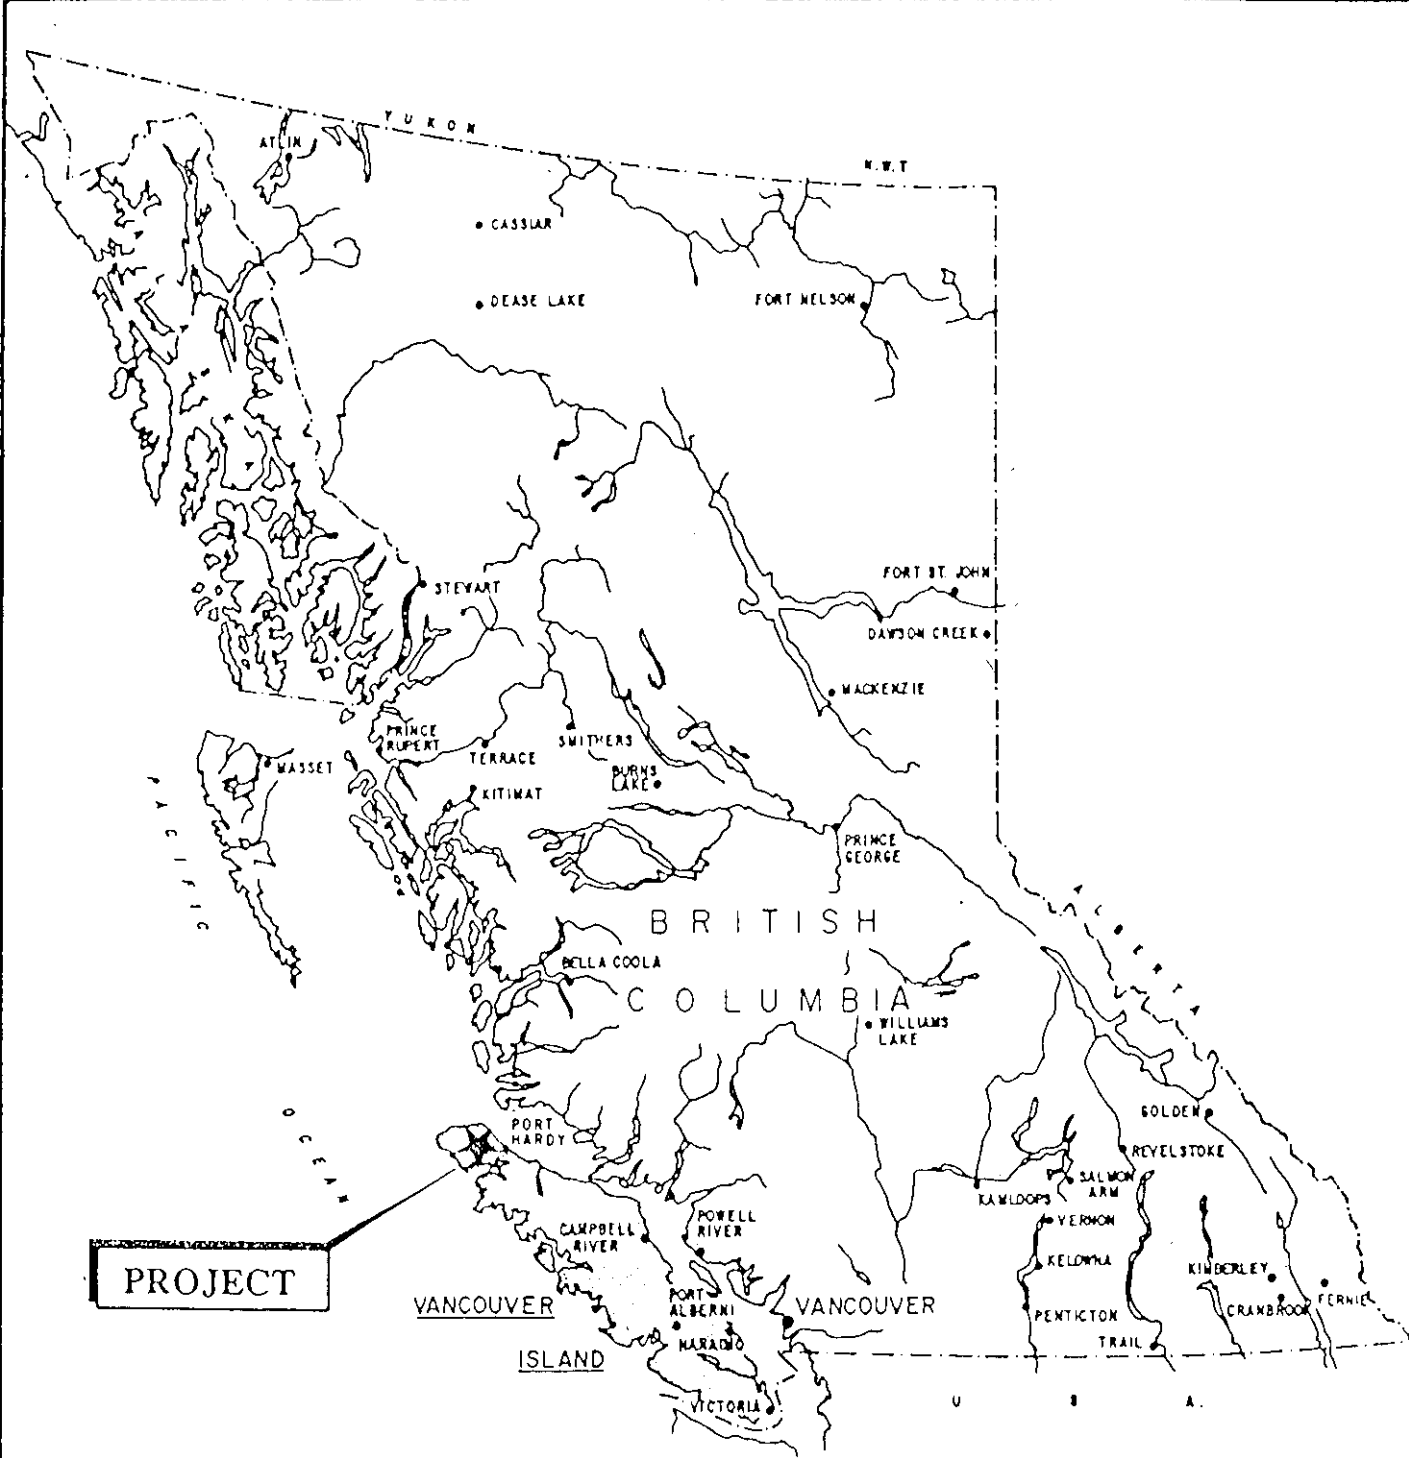 YUKON
N.W.T
ATLIN
CASSIAR
DEASE LAKE
FORT NELSON
STEWART
FORT ST. JOHN
DAWSON CREEK
MACKENZIE
PRINCE
RUPERT
TERRACE
SMITHERS
MASSET
KITIMAT
BURNS
LAKE
PRINCE
GEORGE
PACIFIC
ALBERTA
BRITISH
BELLA COOLA
COLUMBIA
WILLIAMS
LAKE
OCEAN
PORT
HARDY
GOLDEN
REVELSTOKE
SALMON
ARM
KAMLOOPS
VERNON
POWELL
RIVER
CAMPBELL
RIVER
KELOWNA
KIMBERLEY
PROJECT
PORT
ALBERNI
VANCOUVER
VANCOUVER
PENTICTON
CRANBROOK
FERNIE
TRAIL
ISLAND
VICTORIA
U S A.